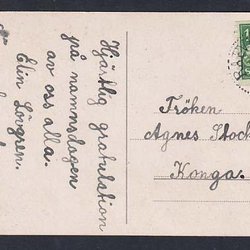 Hjärtlig gratulation
på namnsdagen
av oss alla.
Elin Lövgren.
Fröken
Agnes Stock
Konga.